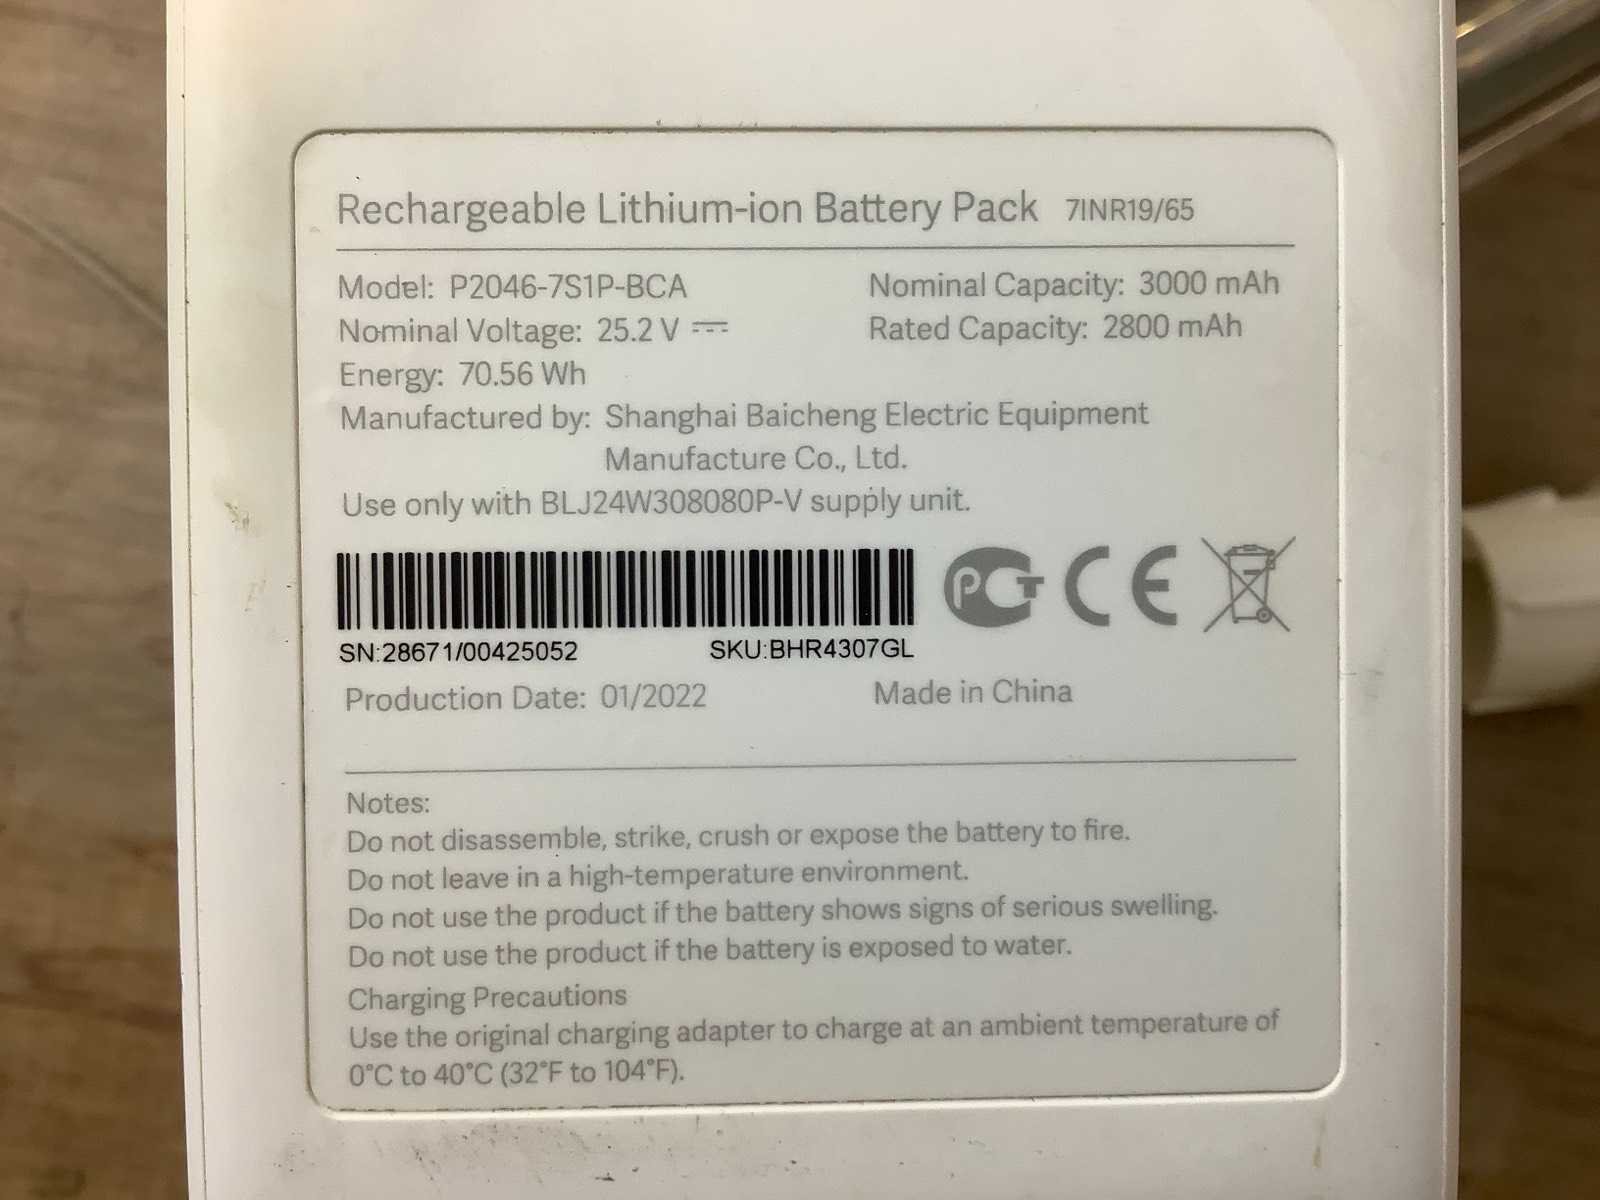 Rechargeable Lithium-ion Battery Pack 7INR19/65
Model: P2046-7S1P-BCA
Nominal Capacity: 3000 mAh
Nominal Voltage: 25.2 V
Rated Capacity: 2800 mAh
Energy: 70.56 Wh
Manufactured by: Shanghai Baicheng Electric Equipment
Manufacture Co., Ltd.
Use only with BLJ24W308080P-V supply unit.
PCT CE
SN:28671/00425052
SKU:BHR4307GL
Production Date: 01/2022
Made in China
Notes:
Do not disassemble, strike, crush or expose the battery to fire.
Do not leave in a high-temperature environment.
Do not use the product if the battery shows signs of serious swelling.
Do not use the product if the battery is exposed to water.
Charging Precautions
Use the original charging adapter to charge at an ambient temperature of
0°C to 40°C (32°F to 104°F).